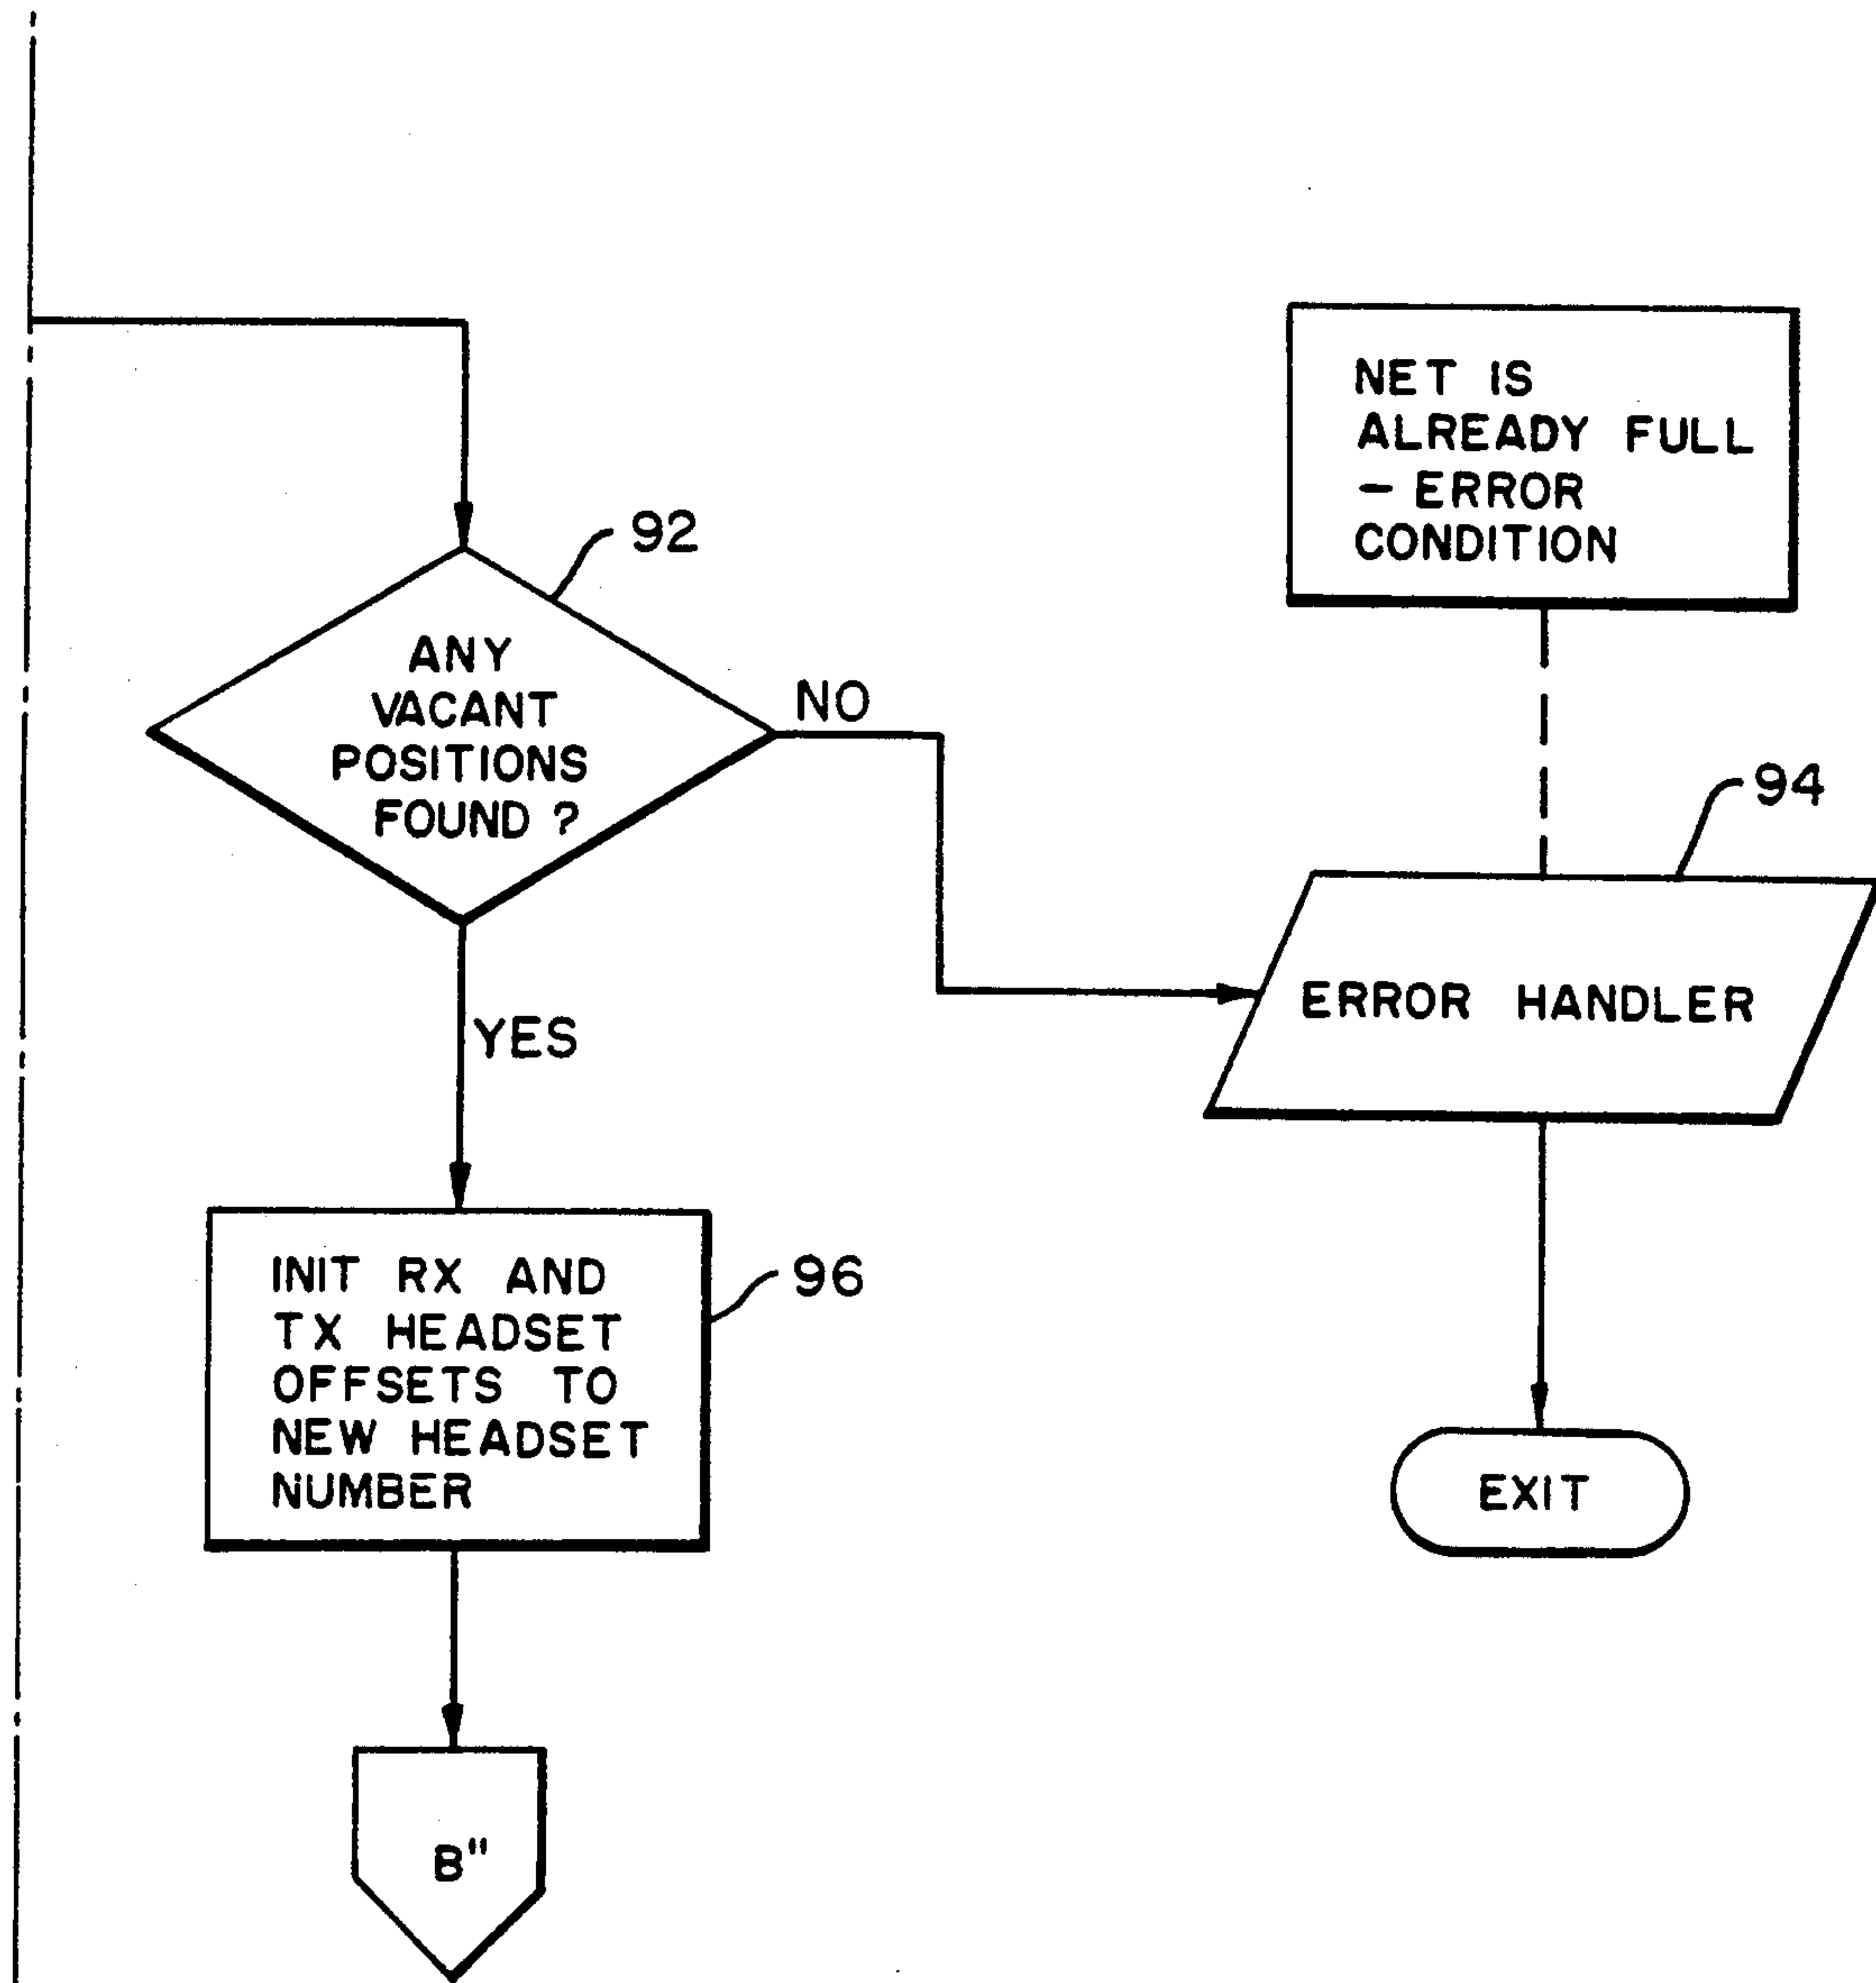 NET IS
ALREADY FULL
– ERROR
CONDITION
92
ANY
VACANT
POSITIONS
FOUND ?
NO
94
ERROR HANDLER
YES
INIT RX AND
TX HEADSET
OFFSETS TO
NEW HEADSET
NUMBER
96
EXIT
B"